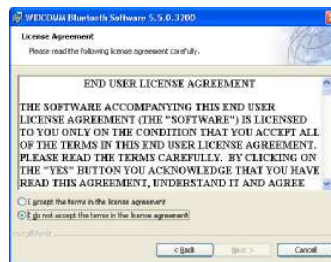 WIDCOMM Bluetooth Software 5.5.0.3200
License Agreement
Please read the following license agreement carefully.
END USER LICENSE AGREEMENT
THE SOFTWARE ACCOMPANYING THIS END USER
LICENSE AGREEMENT (THE "SOFTWARE") IS LICENSED
TO YOU ONLY ON THE CONDITION THAT YOU ACCEPT ALL
OF THE TERMS IN THIS END USER LICENSE AGREEMENT.
PLEASE READ THE TERMS CAREFULLY. BY CLICKING ON
THE "YES" BUTTON YOU ACKNOWLEDGE THAT YOU HAVE
READ THIS AGREEMENT, UNDERSTAND IT AND AGREE
I accept the terms in the license agreement
I do not accept the terms in the license agreement
InstallShield
< Back Next > Cancel